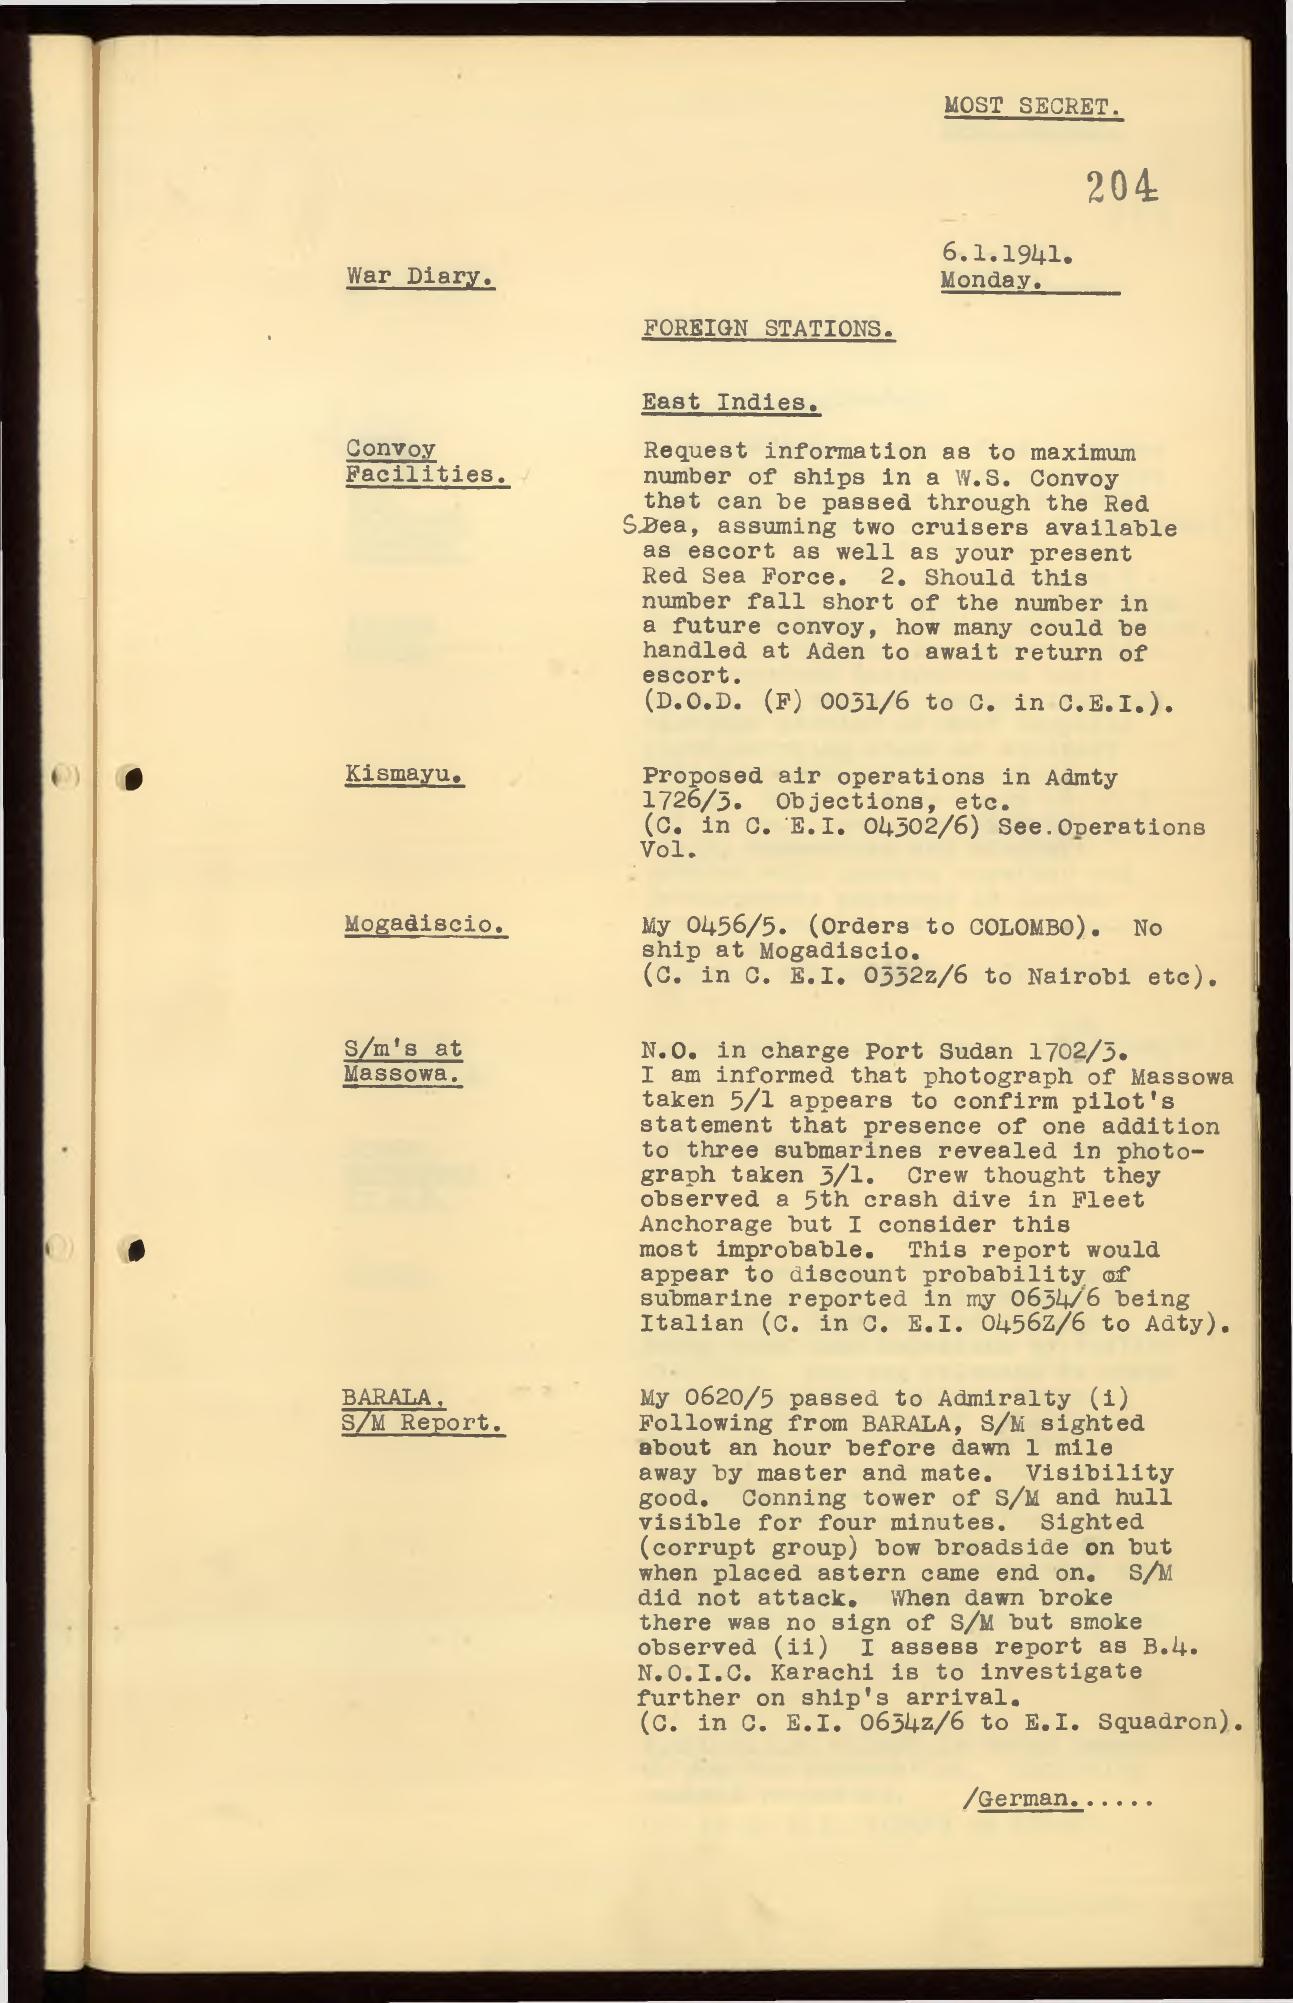 MOST SECRET.
204
6.1.1941.
War Diary.
Monday.
FOREIGN STATIONS.
East Indies.
Convoy
Facilities.
Request information as to maximum
number of ships in a W.S. Convoy
that can be passed through the Red
Sea, assuming two cruisers available
as escort as well as your present
Red Sea Force. 2. Should this
number fall short of the number in
a future convoy, how many could be
handled at Aden to await return of
escort.
(D.O.D. (F) 0031/6 to C. in C.E.I.).
Kismayu.
Proposed air operations in Admty
1726/3. Objections, etc.
(C. in C. E.I. 04302/6) See.Operations
Vol.
Mogadiscio.
My 0456/5. (Orders to COLOMBO). No
ship at Mogadiscio.
(C. in C. E.I. 0332z/6 to Nairobi etc).
S/m's at
Massowa.
N.O. in charge Port Sudan 1702/3.
I am informed that photograph of Massowa
taken 5/1 appears to confirm pilot's
statement that presence of one addition
to three submarines revealed in photo-
graph taken 3/1. Crew thought they
observed a 5th crash dive in Fleet
Anchorage but I consider this
most improbable. This report would
appear to discount probability of
submarine reported in my 0634/6 being
Italian (C. in C. E.I. 0456Z/6 to Adty).
BARALA.
S/M Report.
My 0620/5 passed to Admiralty (i)
Following from BARALA, S/M sighted
about an hour before dawn 1 mile
away by master and mate. Visibility
good. Conning tower of S/M and hull
visible for four minutes. Sighted
(corrupt group) bow broadside on but
when placed astern came end on. S/M
did not attack. When dawn broke
there was no sign of S/M but smoke
observed (ii) I assess report as B.4.
N.O.I.C. Karachi is to investigate
further on ship's arrival.
(C. in C. E.I. 0634z/6 to E.I. Squadron).
/German......